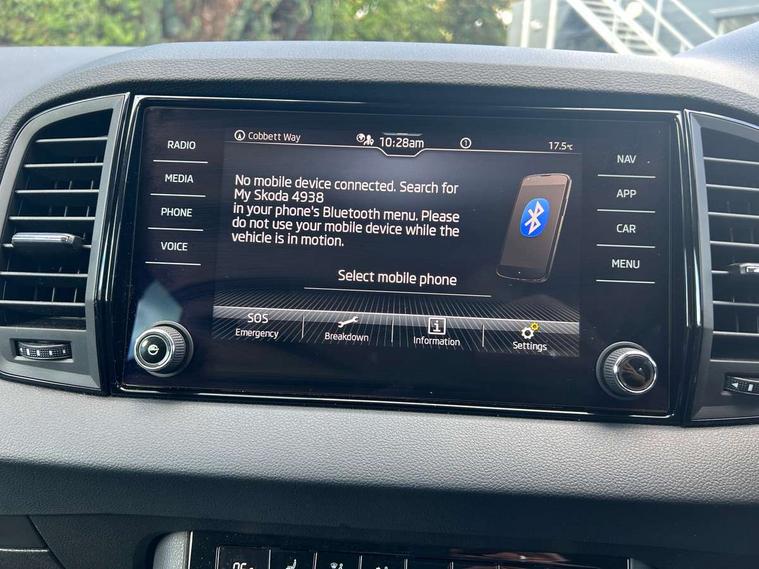 Cobbett Way
10:28am
1
17.5°C
RADIO
MEDIA
PHONE
VOICE
No mobile device connected. Search for
My Skoda 4938
in your phone's Bluetooth menu. Please
do not use your mobile device while the
vehicle is in motion.
Select mobile phone
SOS
Emergency
Breakdown
Information
Settings
NAV
APP
CAR
MENU